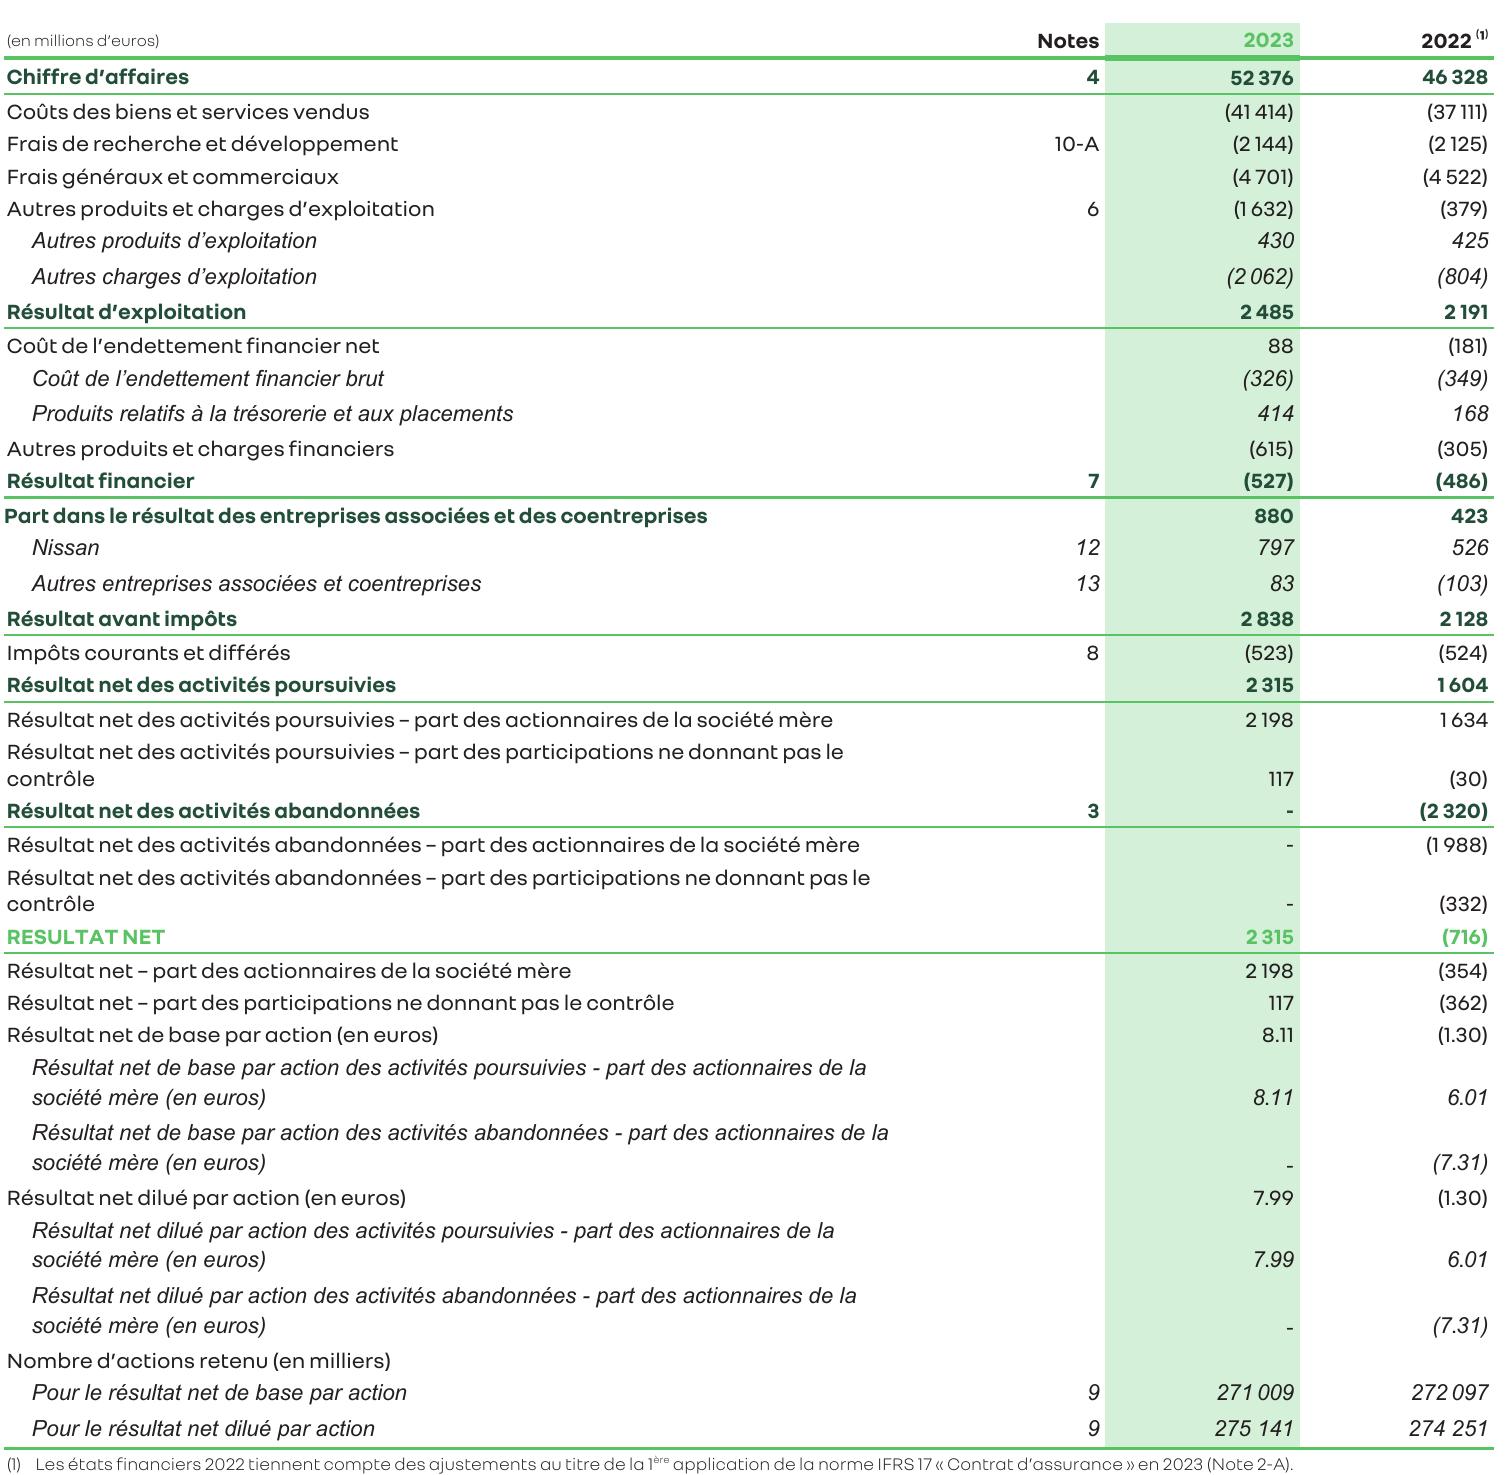 (en millions d'euros) Notes 2023 2022 (1)
Chiffre d'affaires 4 52 376 46 328
Coûts des biens et services vendus (41 414) (37 111)
Frais de recherche et développement 10-A (2 144) (2 125)
Frais généraux et commerciaux (4 701) (4 522)
Autres produits et charges d'exploitation 6 (1 632) (379)
Autres produits d'exploitation 430 425
Autres charges d'exploitation (2 062) (804)
Résultat d'exploitation 2 485 2 191
Coût de l'endettement financier net 88 (181)
Coût de l'endettement financier brut (326) (349)
Produits relatifs à la trésorerie et aux placements 414 168
Autres produits et charges financiers (615) (305)
Résultat financier 7 (527) (486)
Part dans le résultat des entreprises associées et des coentreprises 880 423
Nissan 12 797 526
Autres entreprises associées et coentreprises 13 83 (103)
Résultat avant impôts 2 838 2 128
Impôts courants et différés 8 (523) (524)
Résultat net des activités poursuivies 2 315 1 604
Résultat net des activités poursuivies – part des actionnaires de la société mère 2 198 1 634
Résultat net des activités poursuivies – part des participations ne donnant pas le
contrôle 117 (30)
Résultat net des activités abandonnées 3 - (2 320)
Résultat net des activités abandonnées – part des actionnaires de la société mère - (1 988)
Résultat net des activités abandonnées – part des participations ne donnant pas le
contrôle - (332)
RESULTAT NET 2 315 (716)
Résultat net – part des actionnaires de la société mère 2 198 (354)
Résultat net – part des participations ne donnant pas le contrôle 117 (362)
Résultat net de base par action (en euros) 8.11 (1.30)
Résultat net de base par action des activités poursuivies - part des actionnaires de la
société mère (en euros) 8.11 6.01
Résultat net de base par action des activités abandonnées - part des actionnaires de la
société mère (en euros) - (7.31)
Résultat net dilué par action (en euros) 7.99 (1.30)
Résultat net dilué par action des activités poursuivies - part des actionnaires de la
société mère (en euros) 7.99 6.01
Résultat net dilué par action des activités abandonnées - part des actionnaires de la
société mère (en euros) - (7.31)
Nombre d'actions retenu (en milliers)
Pour le résultat net de base par action 9 271 009 272 097
Pour le résultat net dilué par action 9 275 141 274 251
(1) Les états financiers 2022 tiennent compte des ajustements au titre de la 1ère application de la norme IFRS 17 « Contrat d'assurance » en 2023 (Note 2-A).